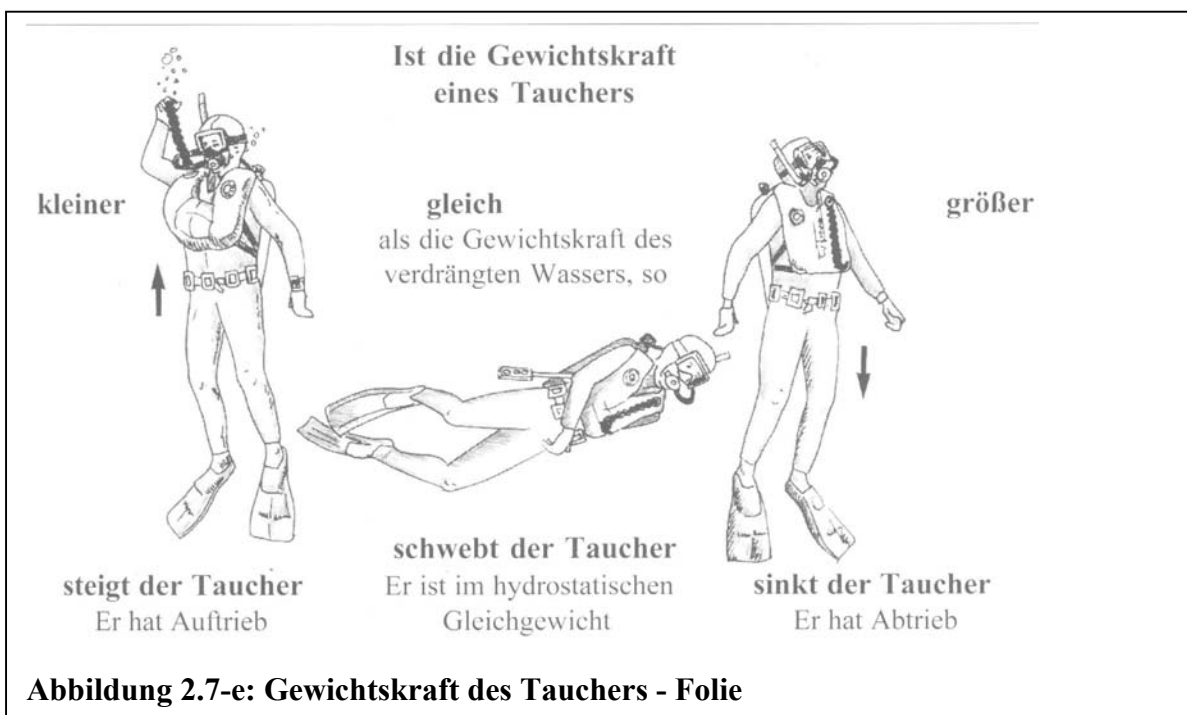 Ist die Gewichtskraft
eines Tauchers
kleiner
gleich
größer
als die Gewichtskraft des
verdrängten Wassers, so
schwebt der Taucher
Er ist im hydrostatischen
Gleichgewicht
steigt der Taucher
Er hat Auftrieb
sinkt der Taucher
Er hat Abtrieb
Abbildung 2.7-e: Gewichtskraft des Tauchers - Folie